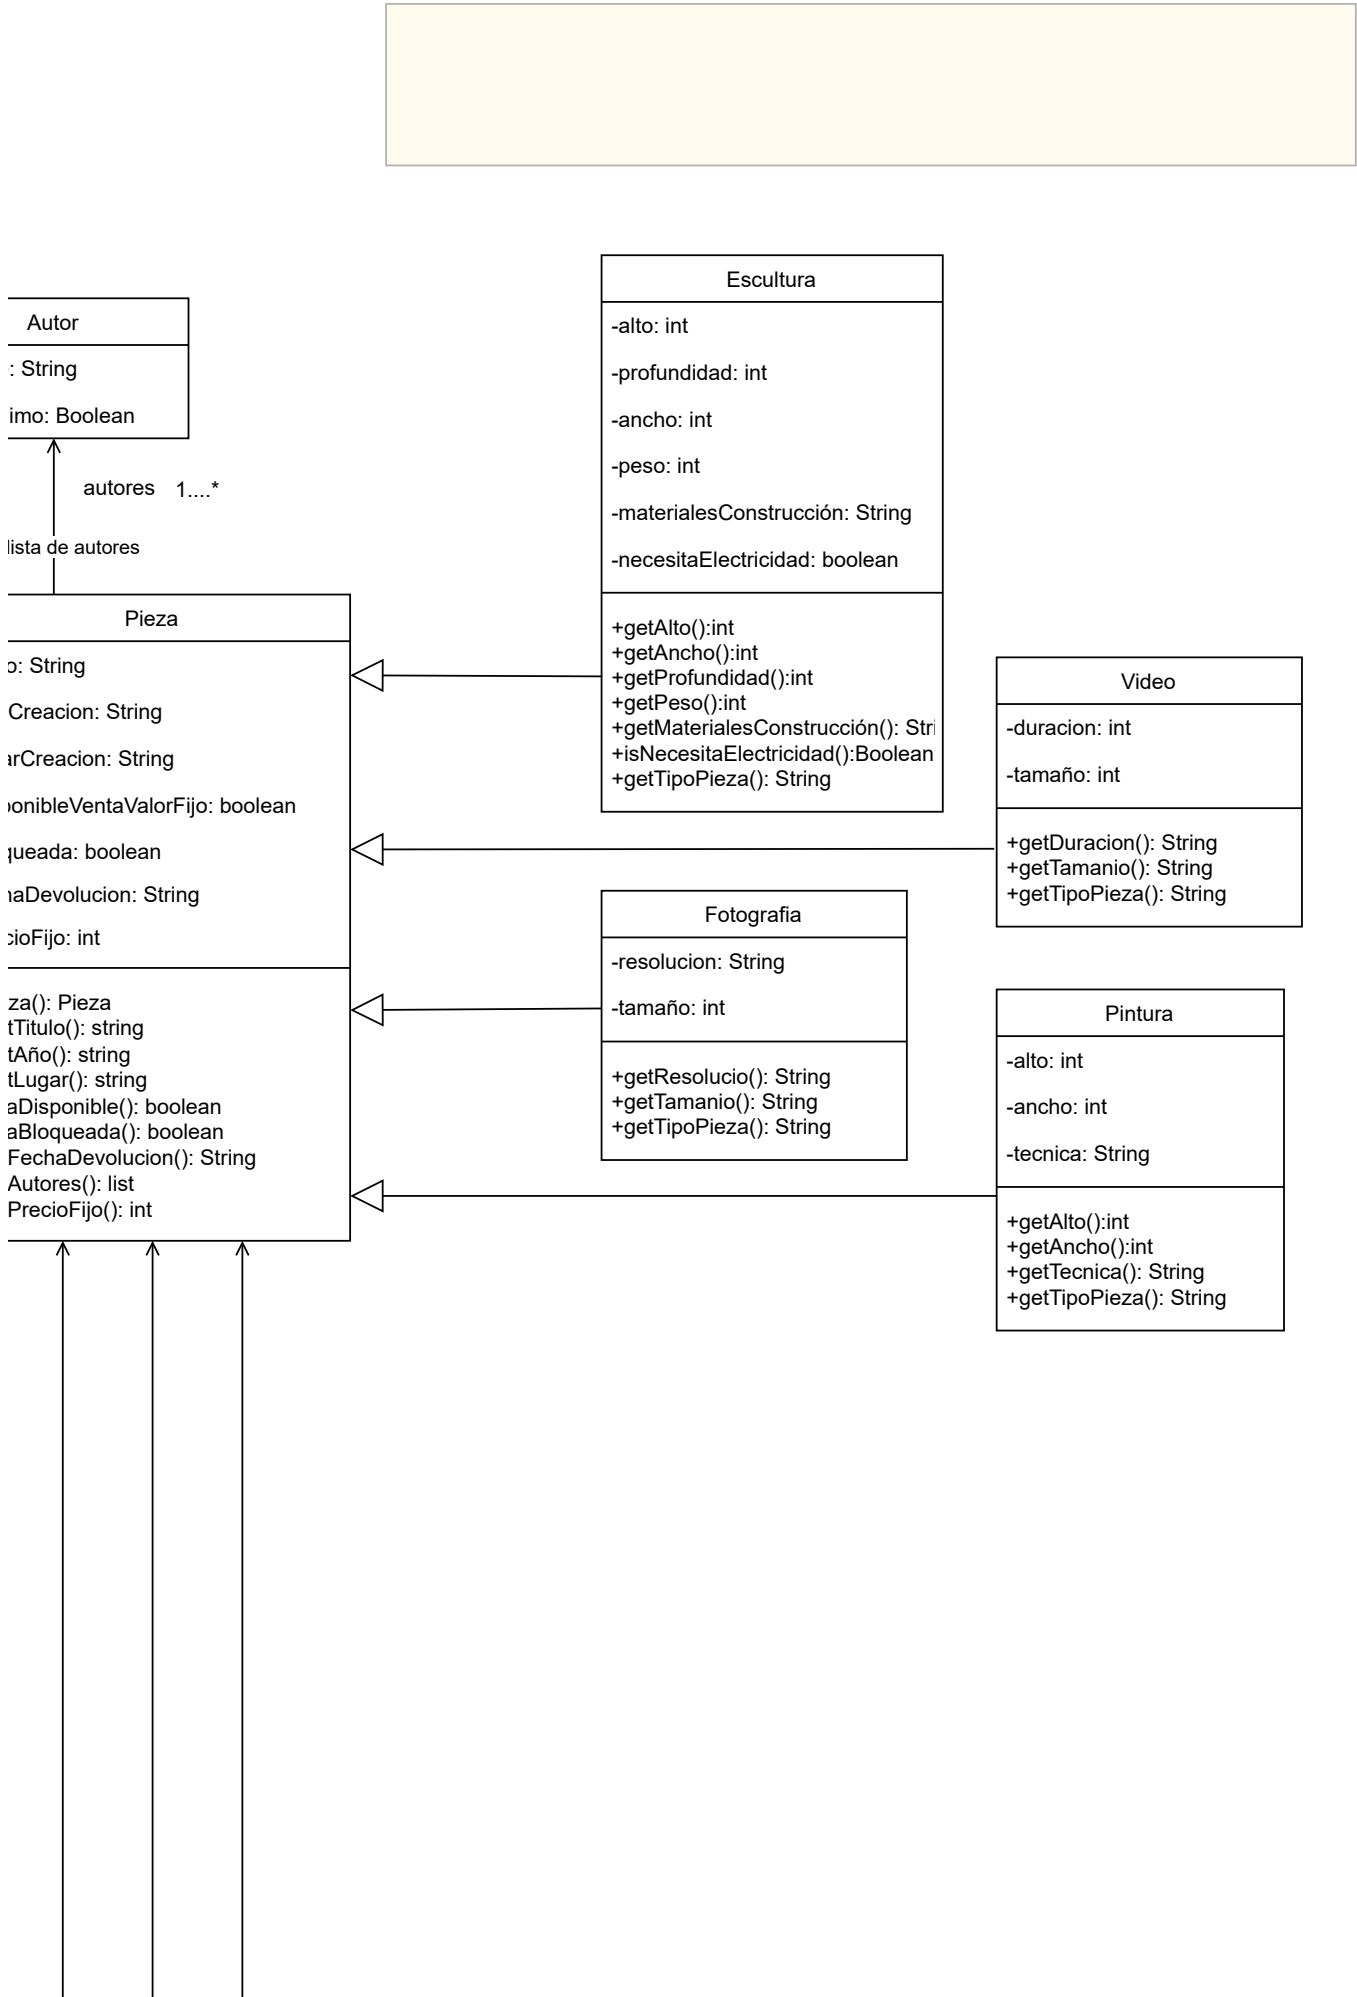 Autor
: String
imo: Boolean
autores 1....*
lista de autores
Pieza
o: String
Creacion: String
arCreacion: String
ponibleVentaValorFijo: boolean
queada: boolean
haDevolucion: String
cioFijo: int
za(): Pieza
tTitulo(): string
tAño(): string
tLugar(): string
aDisponible(): boolean
aBloqueada(): boolean
FechaDevolucion(): String
Autores(): list
PrecioFijo(): int
Escultura
-alto: int
-profundidad: int
-ancho: int
-peso: int
-materialesConstrucción: String
-necesitaElectricidad: boolean
+getAlto():int
+getAncho():int
+getProfundidad():int
+getPeso():int
+getMaterialesConstrucción(): Stri
+isNecesitaElectricidad():Boolean
+getTipoPieza(): String
Fotografia
-resolucion: String
-tamaño: int
+getResolucio(): String
+getTamanio(): String
+getTipoPieza(): String
Video
-duracion: int
-tamaño: int
+getDuracion(): String
+getTamanio(): String
+getTipoPieza(): String
Pintura
-alto: int
-ancho: int
-tecnica: String
+getAlto():int
+getAncho():int
+getTecnica(): String
+getTipoPieza(): String